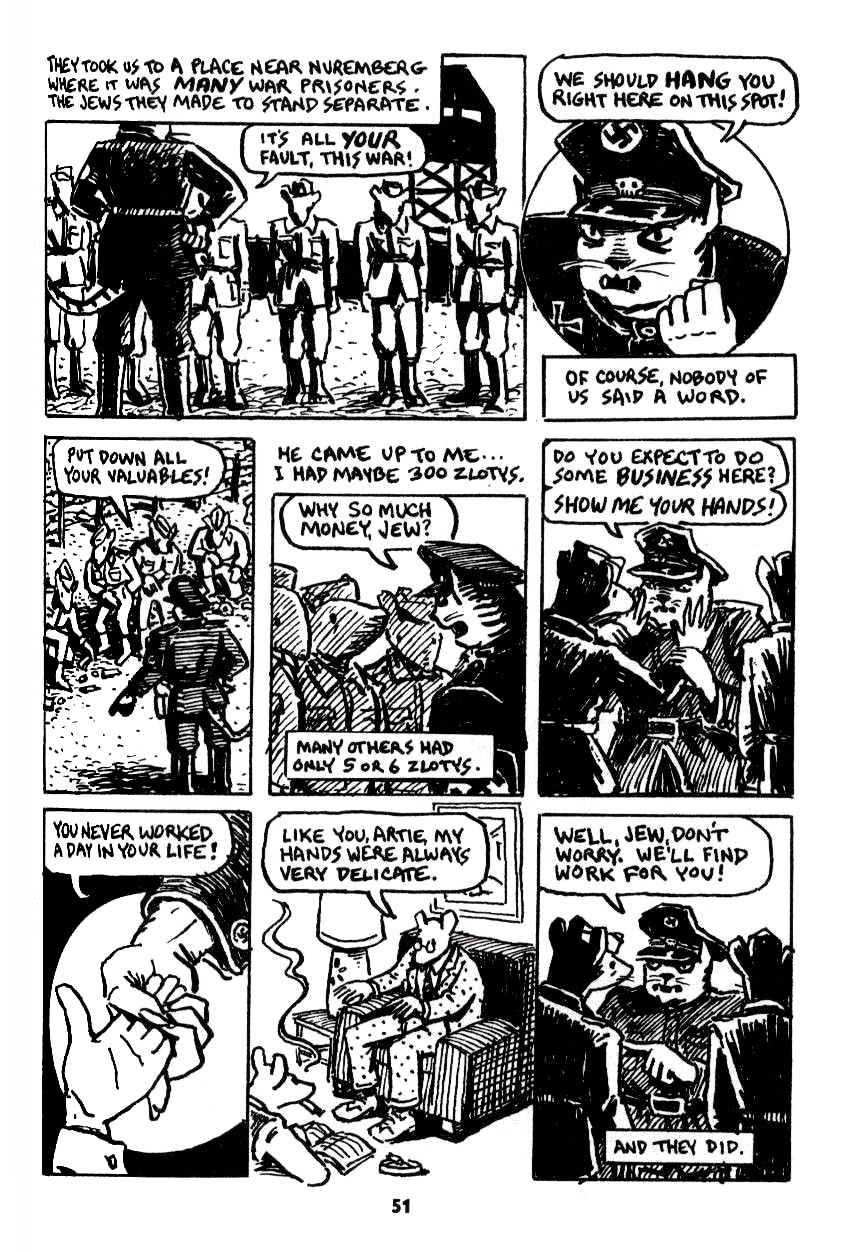 THEY TOOK US TO A PLACE NEAR NUREMBERG
WHERE IT WAS MANY WAR PRISONERS.
THE JEWS THEY MADE TO STAND SEPARATE.
IT'S ALL YOUR
FAULT, THIS WAR!
WE SHOULD HANG YOU
RIGHT HERE ON THIS SPOT!
OF COURSE, NOBODY OF
US SAID A WORD.
PUT DOWN ALL
YOUR VALUABLES!
HE CAME UP TO ME...
I HAD MAYBE 300 ZLOTYS.
WHY SO MUCH
MONEY, JEW?
MANY OTHERS HAD
ONLY 5 OR 6 ZLOTYS.
DO YOU EXPECT TO DO
SOME BUSINESS HERE?
SHOW ME YOUR HANDS!
YOU NEVER WORKED
A DAY IN YOUR LIFE!
LIKE YOU, ARTIE, MY
HANDS WERE ALWAYS
VERY DELICATE.
WELL, JEW, DON'T
WORRY. WE'LL FIND
WORK FOR YOU!
AND THEY DID.
51